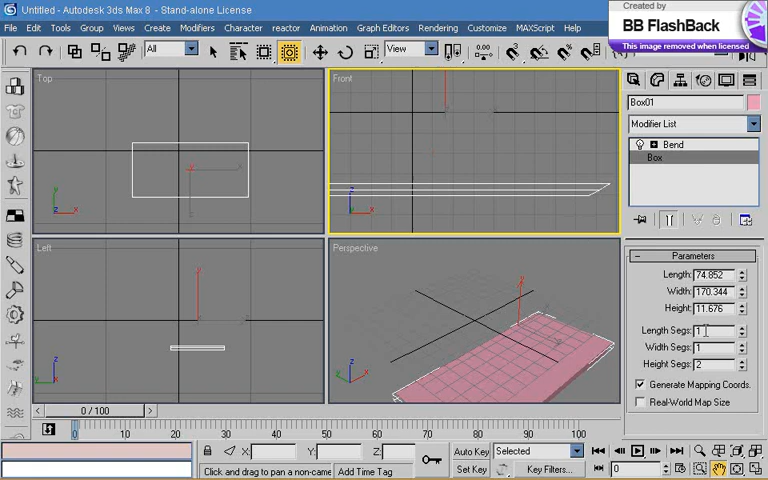 Untitled - Autodesk 3ds Max 8 - Stand-alone License
Created by
BB FlashBack
This image removed when licensed
File Edit Tools Group Views Create Modifiers Character reactor Animation Graph Editors Rendering Customize MAXScript Help
All
View
0.00
Top
Front
Left
Perspective
Box01
Modifier List
Bend
Box
Parameters
Length: 74.852
Width: 170.344
Height: 11.676
Length Segs: 1
Width Segs: 1
Height Segs: 2
Generate Mapping Coords.
Real-World Map Size
0 / 100
0 10 20 30 40 50 60 70 80 90 100
X: Y: Z:
Auto Key Selected
Click and drag to pan a non-came
Add Time Tag
Set Key
Key Filters...
0